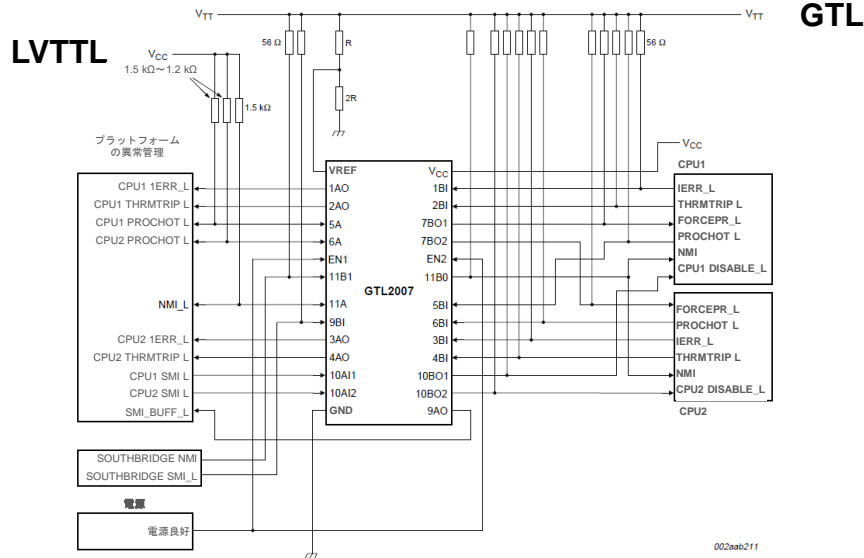 GTL
LVTTL
VTT
VTT
56 Ω
R
2R
56 Ω
VCC
1.5 kΩ～1.2 kΩ
1.5 kΩ
プラットフォーム
の異常管理
CPU1 1ERR_L
CPU1 THRMTRIP L
CPU1 PROCHOT L
CPU2 PROCHOT L
NMI_L
CPU2 1ERR_L
CPU2 THRMTRIP L
CPU1 SMI L
CPU2 SMI L
SMI_BUFF_L
SOUTHBRIDGE NMI
SOUTHBRIDGE SMI_L
電源
電源良好
VREF
1AO
2AO
5A
6A
EN1
11B1
11A
9BI
3AO
4AO
10AI1
10AI2
GND
GTL2007
VCC
1BI
2BI
7BO1
7BO2
EN2
11B0
5BI
6BI
3BI
4BI
10BO1
10BO2
9AO
VCC
CPU1
IERR_L
THRMTRIP L
FORCEPR_L
PROCHOT L
NMI
CPU1 DISABLE_L
FORCEPR_L
PROCHOT L
IERR_L
THRMTRIP L
NMI
CPU2 DISABLE_L
CPU2
002aab211